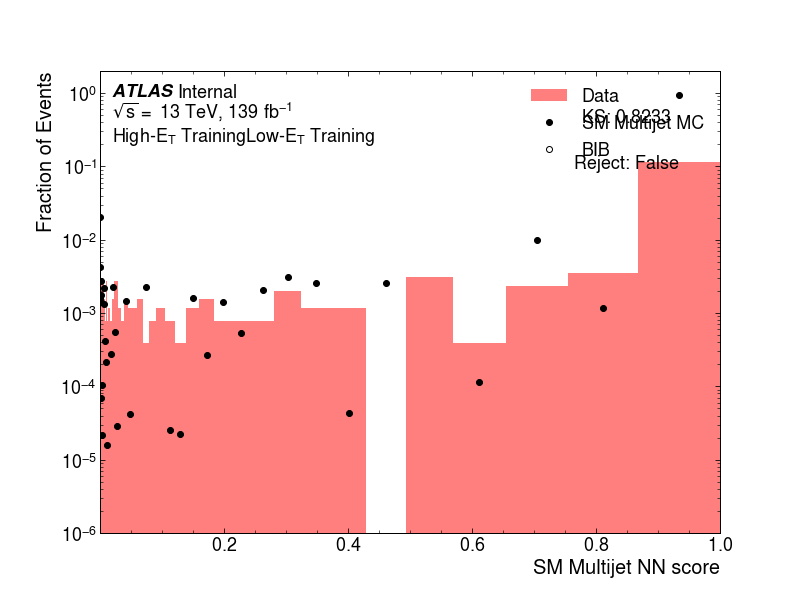 ATLAS Internal
√s = 13 TeV, 139 fb⁻¹
High-E_T TrainingLow-E_T Training
Data
KS: 0.8233
SM Multijet MC
BIB
Reject: False
Fraction of Events
10⁰
10⁻¹
10⁻²
10⁻³
10⁻⁴
10⁻⁵
10⁻⁶
0.2 0.4 0.6 0.8 1.0
SM Multijet NN score